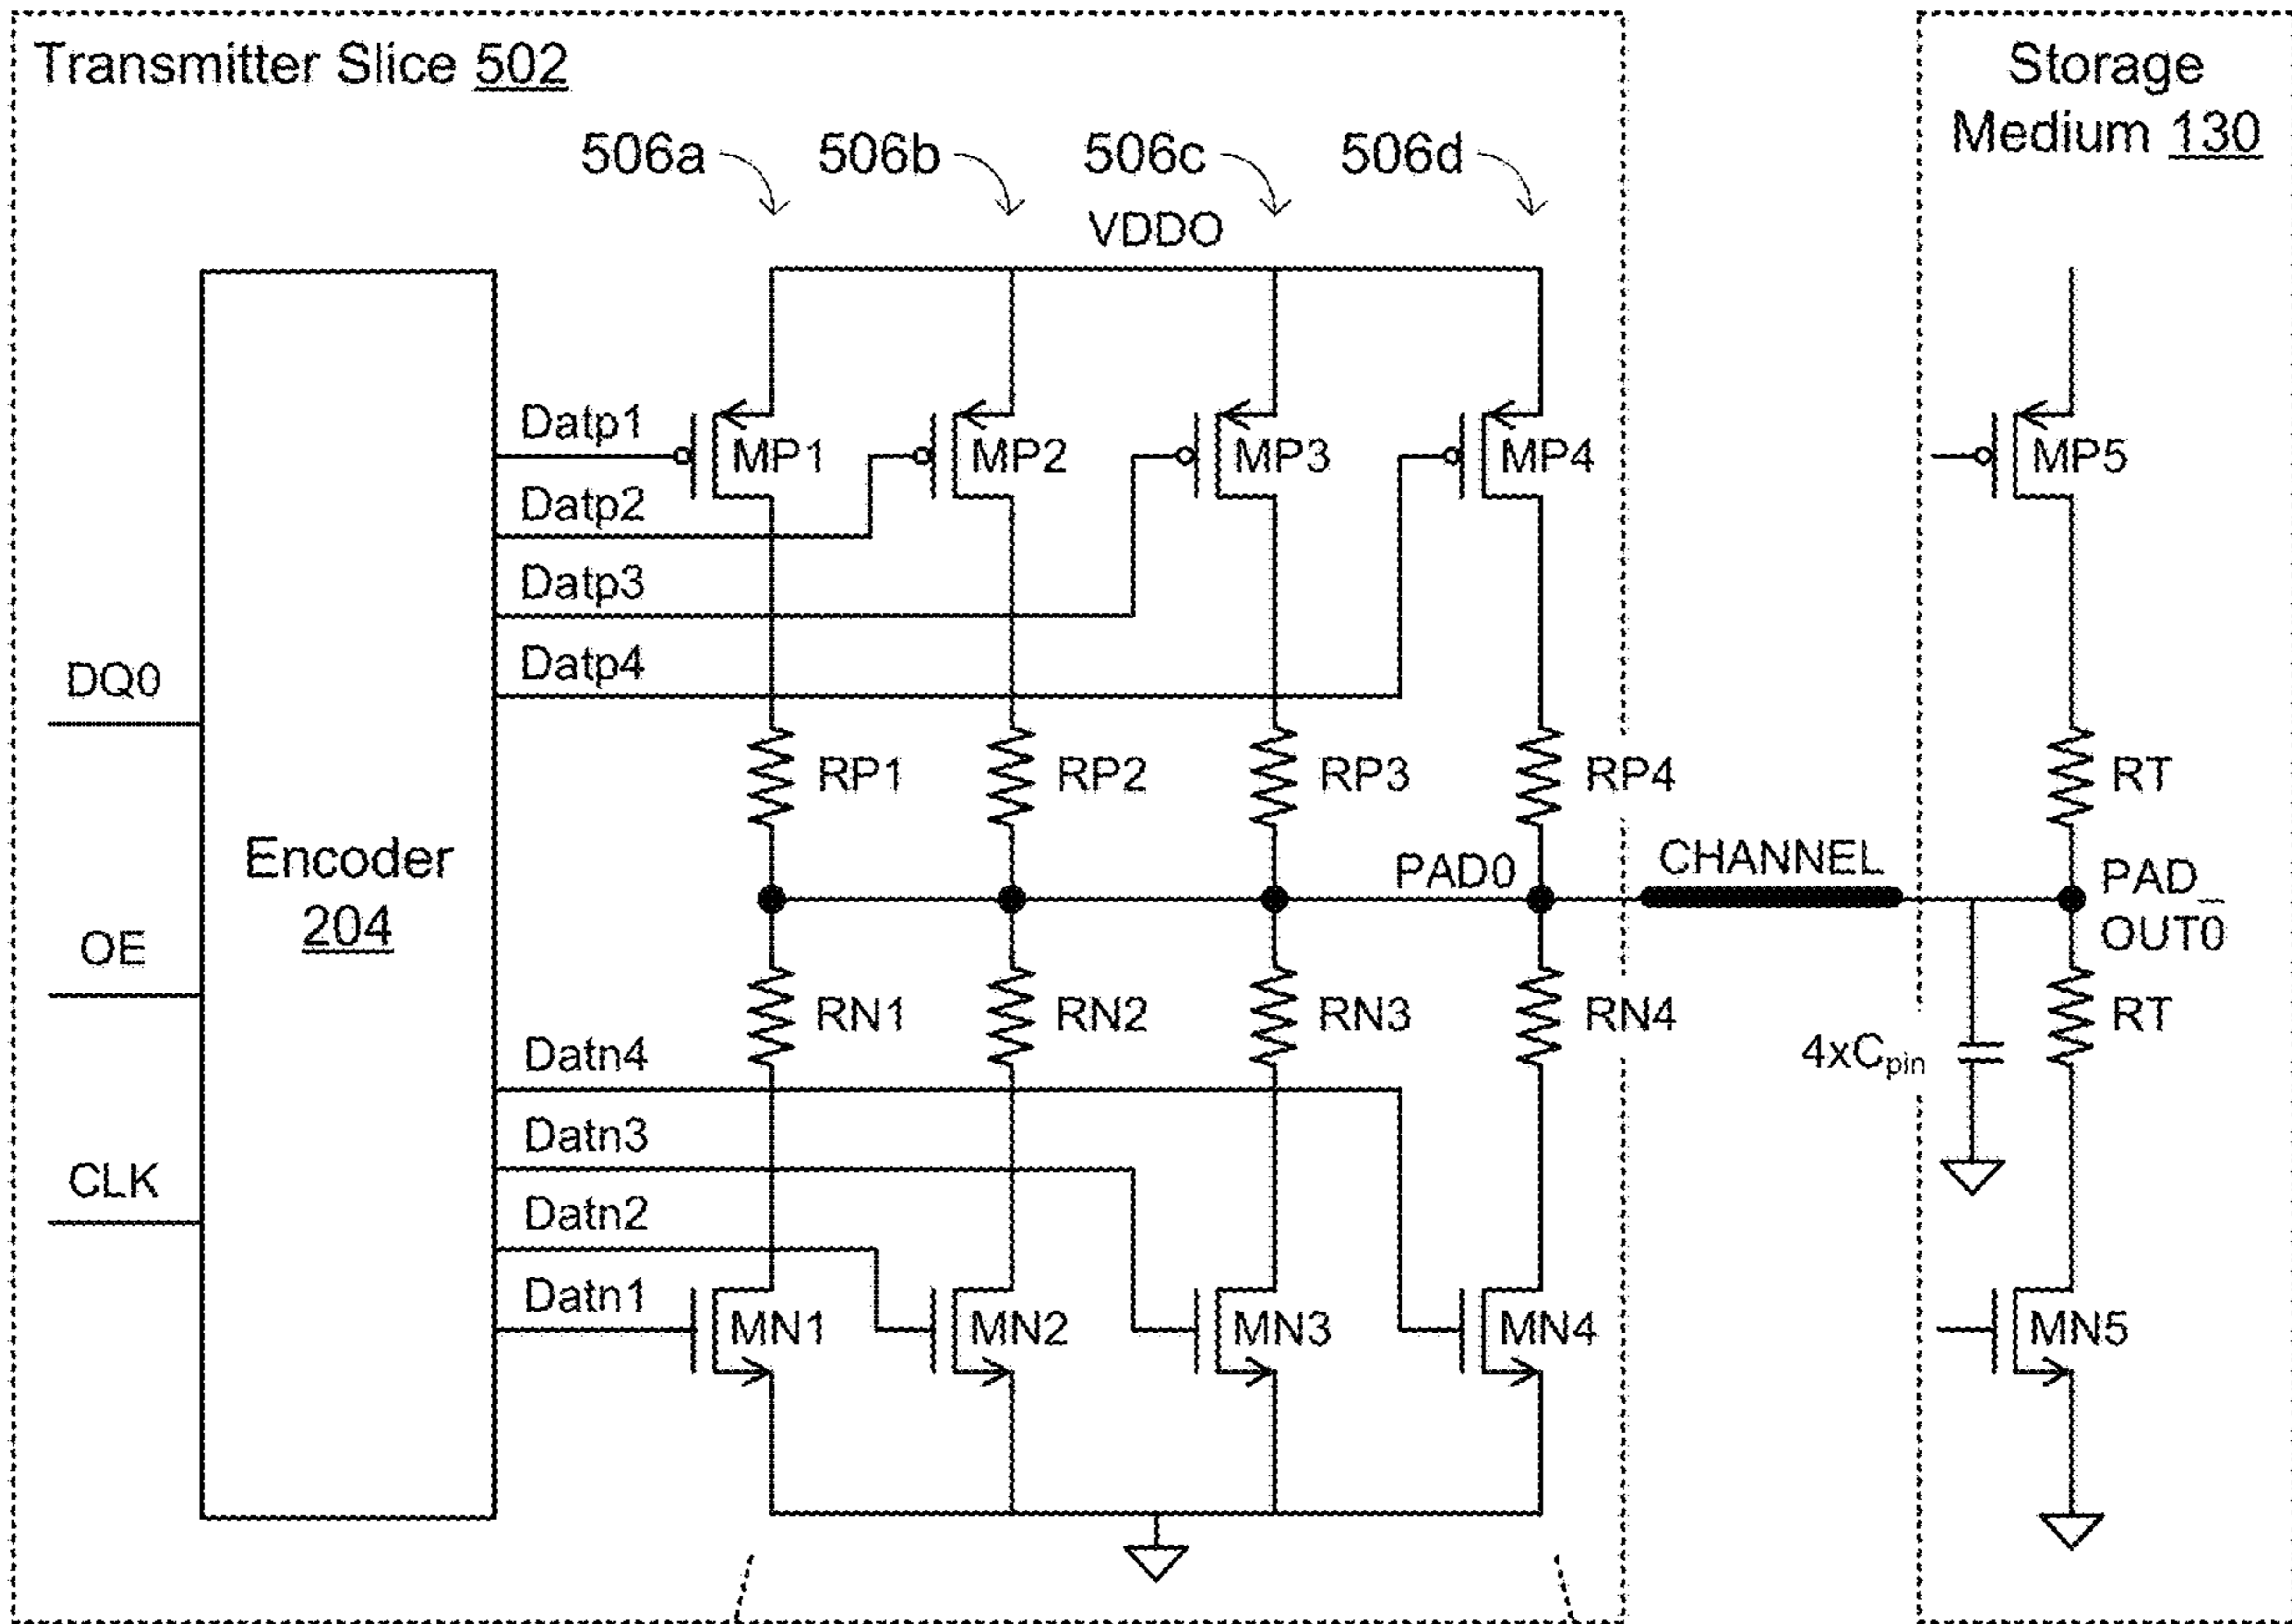 Transmitter Slice 502
Storage
Medium 130
506a
506b
506c
506d
VDDO
Datp1
MP1
MP2
MP3
MP4
MP5
Datp2
Datp3
Datp4
DQ0
RP1
RP2
RP3
RP4
RT
Encoder
204
PAD0
CHANNEL
PAD_
OUT0
OE
RN1
RN2
RN3
RN4
RT
4xCpin
Datn4
Datn3
CLK
Datn2
Datn1
MN1
MN2
MN3
MN4
MN5